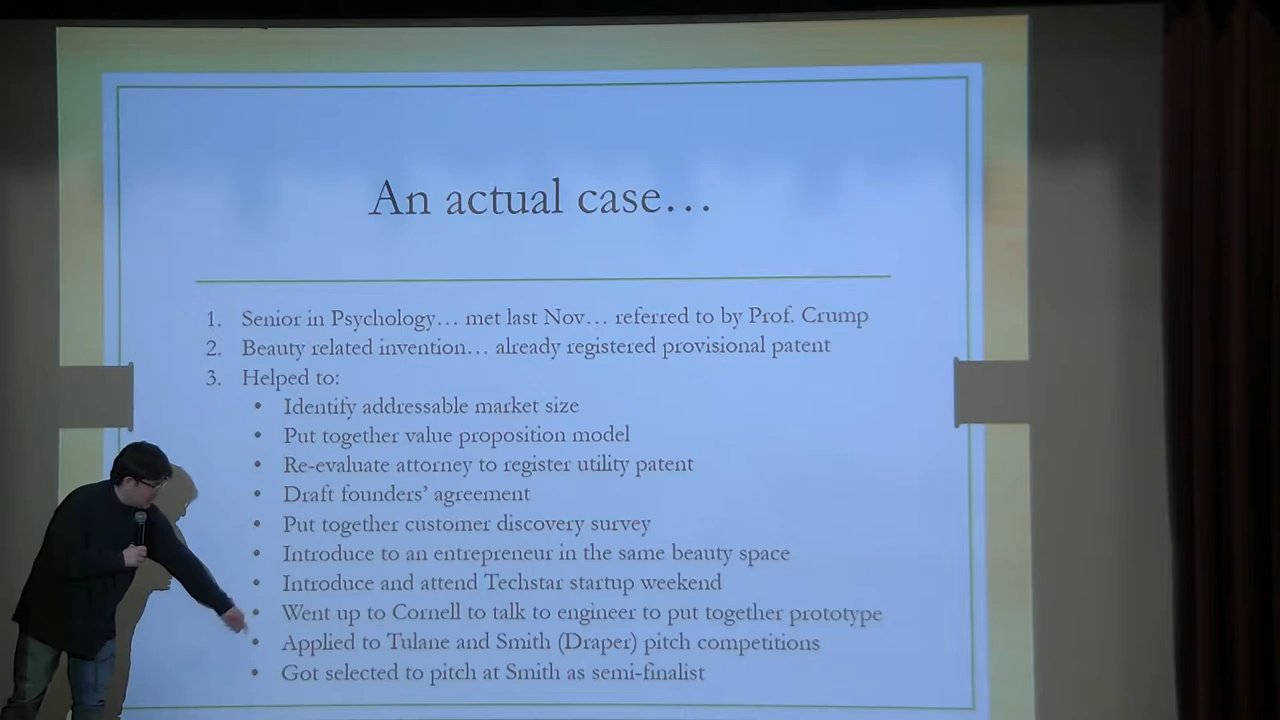 An actual case…
1. Senior in Psychology… met last Nov… referred to by Prof. Crump
2. Beauty related invention… already registered provisional patent
3. Helped to:
• Identify addressable market size
• Put together value proposition model
• Re-evaluate attorney to register utility patent
• Draft founders’ agreement
• Put together customer discovery survey
• Introduce to an entrepreneur in the same beauty space
• Introduce and attend Techstar startup weekend
• Went up to Cornell to talk to engineer to put together prototype
• Applied to Tulane and Smith (Draper) pitch competitions
• Got selected to pitch at Smith as semi-finalist